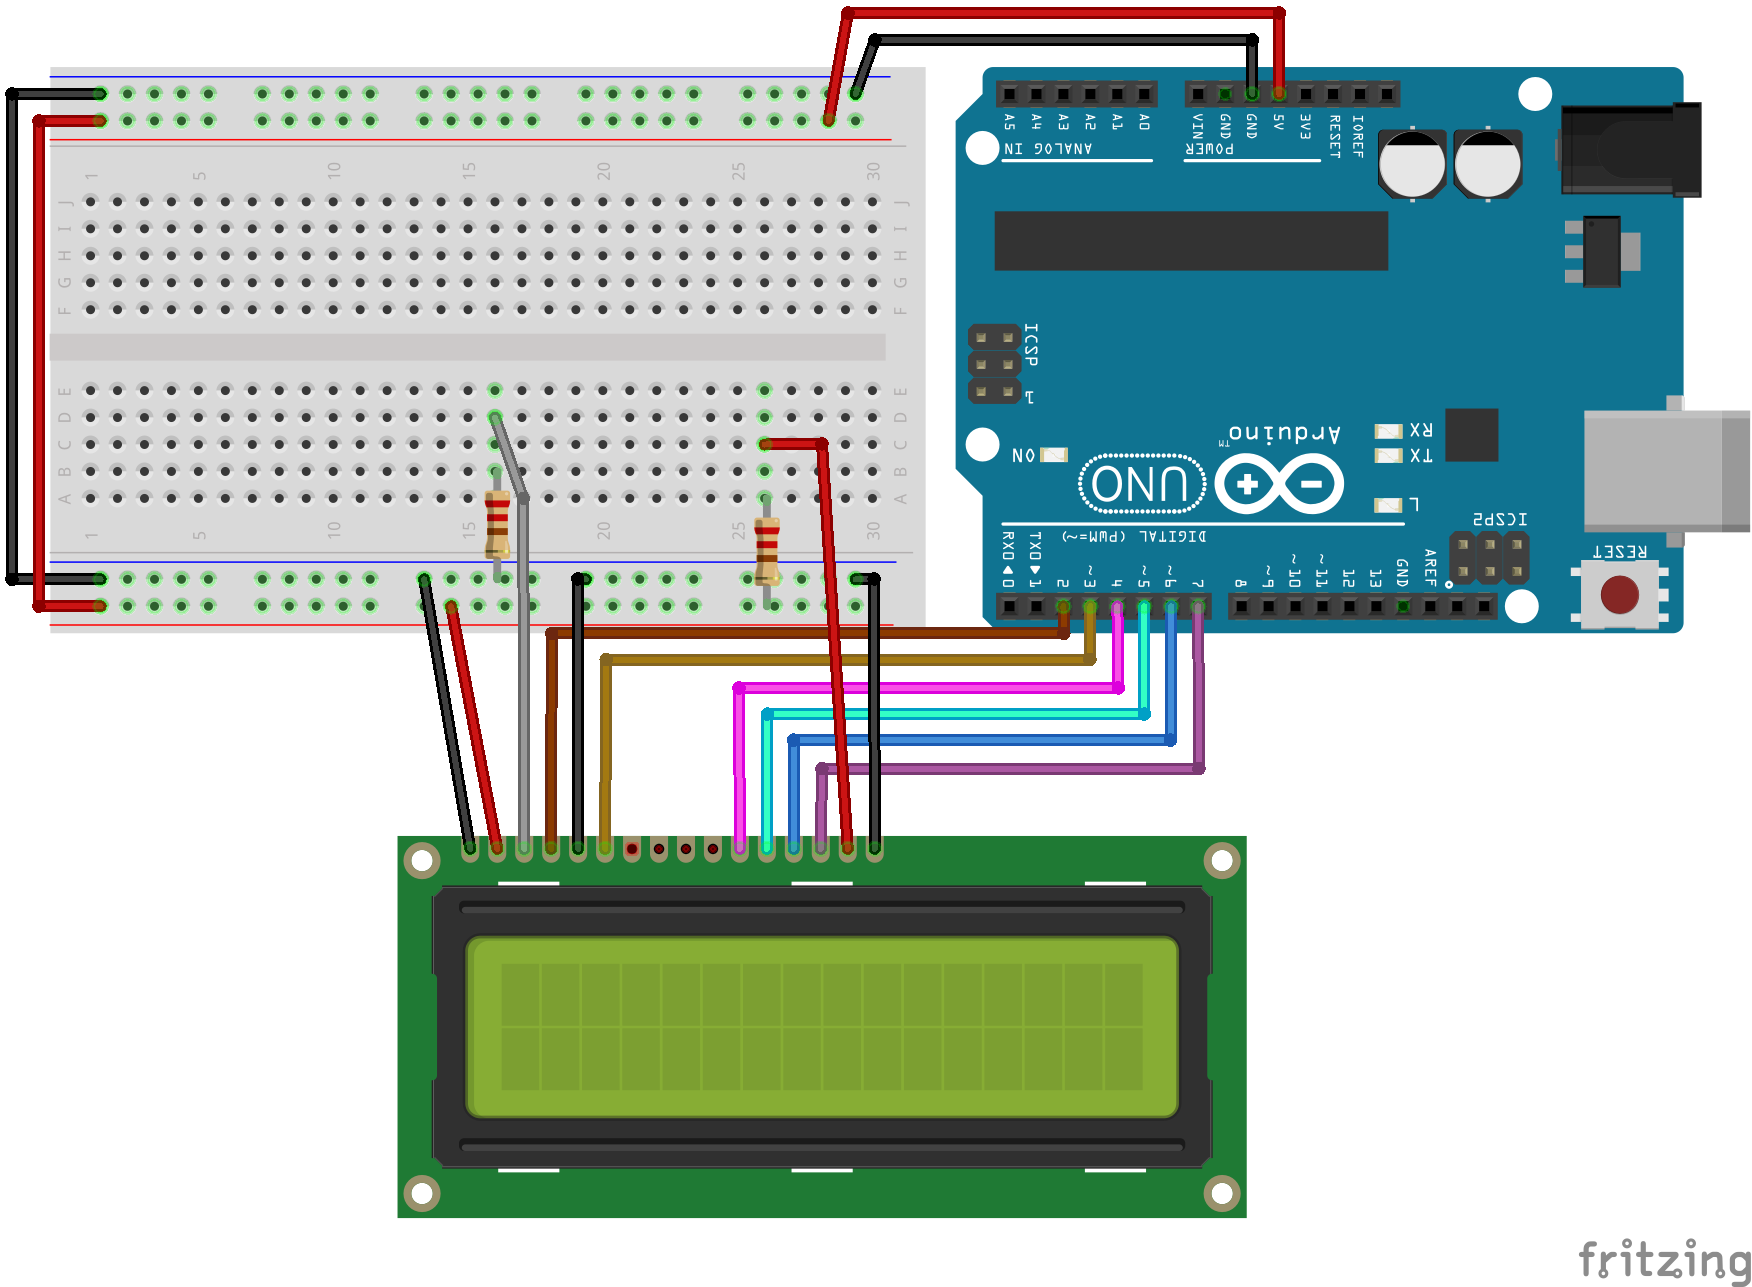 A5 A4 A3 A2 A1 A0
ANALOG IN
VIN GND GND 5V 3V3 RESET IOREF
POWER
1 5 10 15 20 25 30
J J
I I
H H
G G
F F
E E
D D
C C
B B
A A
1 5 10 15 20 25 30
ICSP
1
ON
Arduino
TM
UNO
RX
TX
L
DIGITAL (PWM=~)
ICSP2
RX0◄0 TX0►1 2 ~3 4 ~5 ~6 7 8 ~9 ~10 ~11 12 13 GND AREF
RESET
fritzing